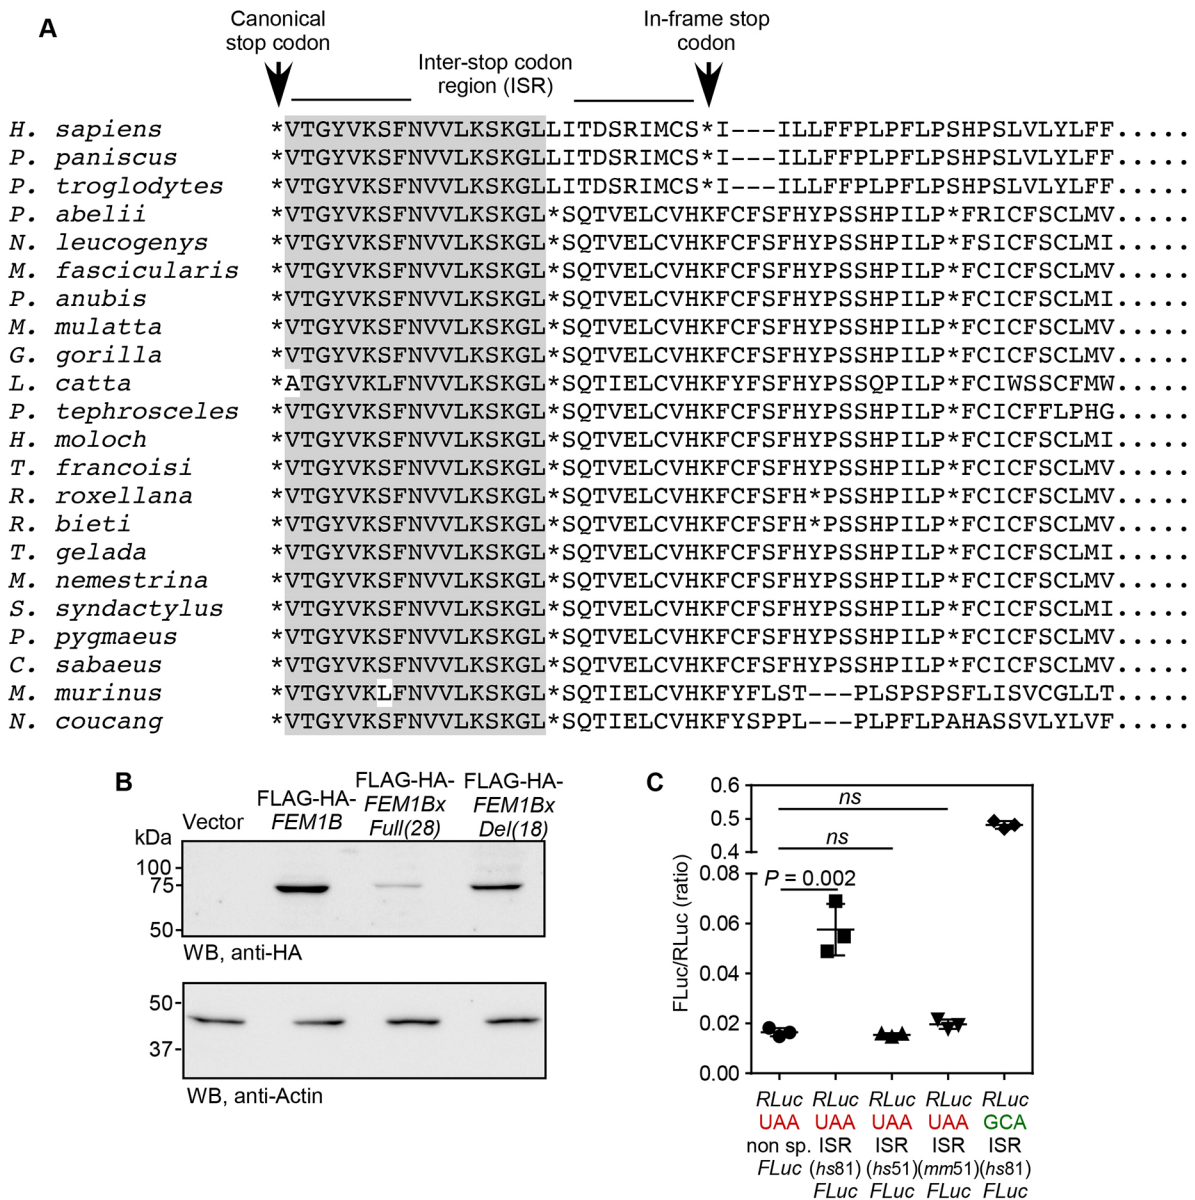 A
Canonical
stop codon
Inter-stop codon
region (ISR)
In-frame stop
codon
H. sapiens *VTGYVKSFNVVLKSKGLLITDSRIMCS*I---ILLFFPLPFLPSHPSLVLYLFF.....
P. paniscus *VTGYVKSFNVVLKSKGLLITDSRIMCS*I---ILLFFPLPFLPSHPSLVLYLFF.....
P. troglodytes *VTGYVKSFNVVLKSKGLLITDSRIMCS*I---ILLFFPLPFLPSHPSLVLYLFF.....
P. abelii *VTGYVKSFNVVLKSKGL*SQTVELCVHKFCFSFHYPSSHPILP*FRICFSCLMV.....
N. leucogenys *VTGYVKSFNVVLKSKGL*SQTVELCVHKFCFSFHYPSSHPILP*FSICFSCLMI.....
M. fascicularis *VTGYVKSFNVVLKSKGL*SQTVELCVHKFCFSFHYPSSHPILP*FCICFSCLMV.....
P. anubis *VTGYVKSFNVVLKSKGL*SQTVELCVHKFCFSFHYPSSHPILP*FCICFSCLMI.....
M. mulatta *VTGYVKSFNVVLKSKGL*SQTVELCVHKFCFSFHYPSSHPILP*FCICFSCLMV.....
G. gorilla *VTGYVKSFNVVLKSKGL*SQTVELCVHKFCFSFHYPSSHPILP*FCICFSCLMV.....
L. catta *ATGYVKLFNVVLKSKGL*SQTIELCVHKFYFSFHYPSSQPILP*FCIWSSCFMW.....
P. tephrosceles *VTGYVKSFNVVLKSKGL*SQTVELCVHKFCFSFHYPSSHPILP*FCICFFLPHG.....
H. moloch *VTGYVKSFNVVLKSKGL*SQTVELCVHKFCFSFHYPSSHPILP*FCICFSCLMI.....
T. francoisi *VTGYVKSFNVVLKSKGL*SQTVELCVHKFCFSFHYPSSHPILP*FCICFSCLMV.....
R. roxellana *VTGYVKSFNVVLKSKGL*SQTVELCVHKFCFSFH*PSSHPILP*FCICFSCLMV.....
R. bieti *VTGYVKSFNVVLKSKGL*SQTVELCVHKFCFSFH*PSSHPILP*FCICFSCLMV.....
T. gelada *VTGYVKSFNVVLKSKGL*SQTVELCVHKFCFSFHYPSSHPILP*FCICFSCLMI.....
M. nemestrina *VTGYVKSFNVVLKSKGL*SQTVELCVHKFCFSFHYPSSHPILP*FCICFSCLMV.....
S. syndactylus *VTGYVKSFNVVLKSKGL*SQTVELCVHKFCFSFHYPSSHPILP*FCICFSCLMI.....
P. pygmaeus *VTGYVKSFNVVLKSKGL*SQTVELCVHKFCFSFHYPSSHPILP*FCICFSCLMV.....
C. sabaeus *VTGYVKSFNVVLKSKGL*SQTVELCVHKFCFSFHYPSSHPILP*FCICFSCLMV.....
M. murinus *VTGYVKLFNVVLKSKGL*SQTIELCVHKFYFLST---PLSPSPSFLISVCGLLT.....
N. coucang *VTGYVKSFNVVLKSKGL*SQTIELCVHKFYSPPL---PLPFLPAHASSVLYLVF.....
B
Vector
FLAG-HA-
FEM1B
FLAG-HA-
FEM1Bx
Full(28)
FLAG-HA-
FEM1Bx
Del(18)
kDa
100-
75-
50-
WB, anti-HA
50-
37-
WB, anti-Actin
C
FLuc/RLuc (ratio)
0.6
0.5
0.4
0.08
0.06
0.04
0.02
0.00
ns
ns
P = 0.002
RLuc RLuc RLuc RLuc RLuc
UAA UAA UAA UAA GCA
non sp. ISR ISR ISR ISR
FLuc (hs81) (hs51) (mm51) (hs81)
FLuc FLuc FLuc FLuc